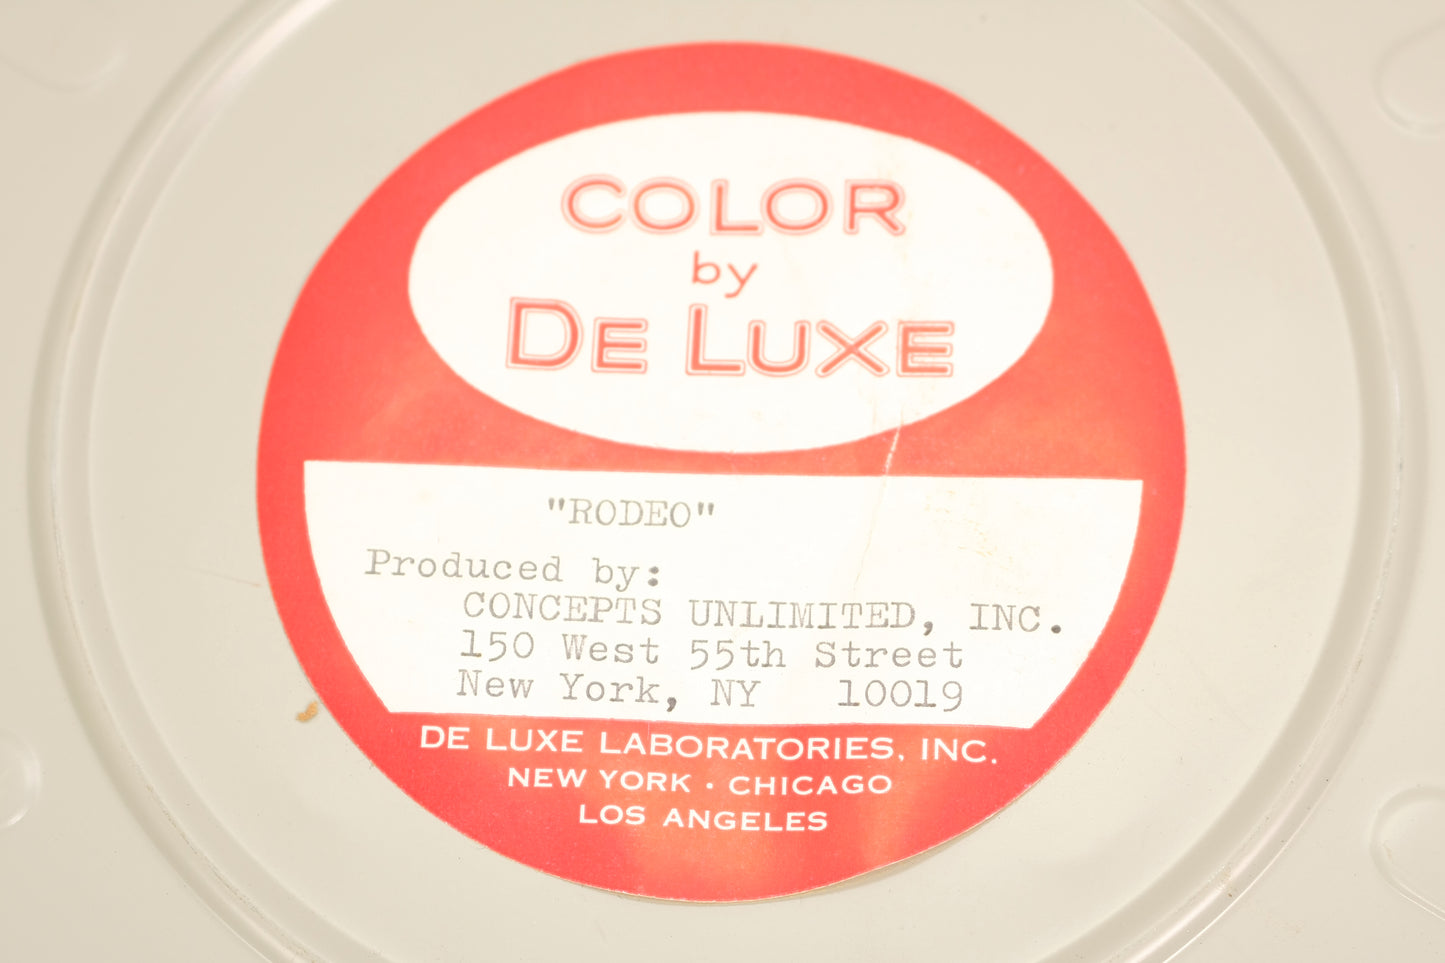 COLOR
by
DE LUXE
"RODEO"
Produced by:
CONCEPTS UNLIMITED, INC.
150 West 55th Street
New York, NY 10019
DE LUXE LABORATORIES, INC.
NEW YORK · CHICAGO
LOS ANGELES